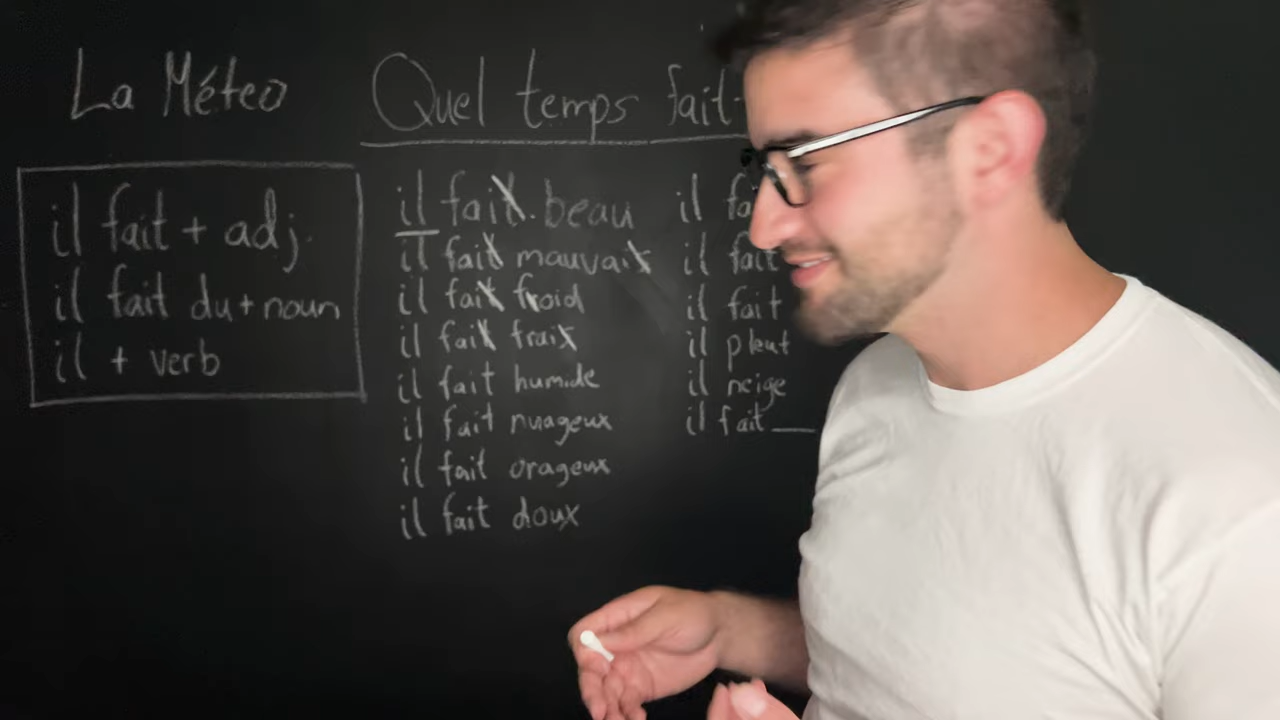 La Méteo
Quel temps fait-
il fait + adj.
il fait du + noun
il + verb
il fait beau
il fait mauvais
il fait froid
il fait frais
il fait humide
il fait nuageux
il fait orageux
il fait doux
il
il fait
il fait
il pleut
il neige
il fait __